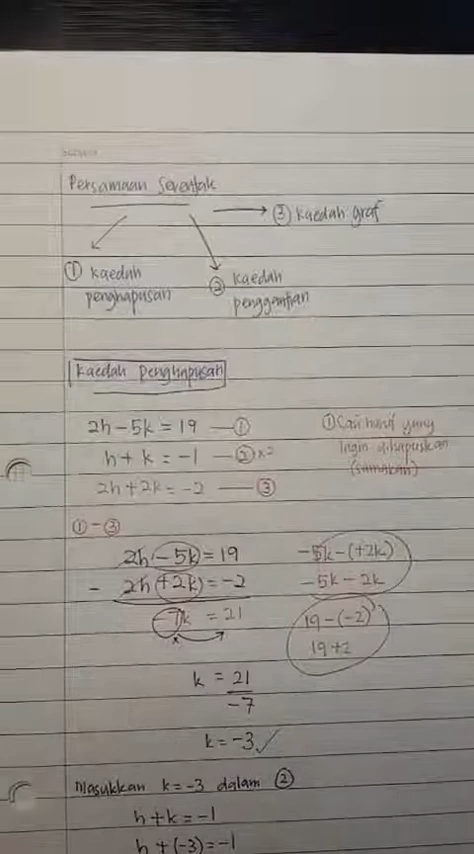 Persamaan Serentak
③ kaedah graf
① kaedah
penghapusan
② kaedah
penggantian
kaedah penghapusan
2h - 5k = 19 — ①
h + k = -1 — ② x2
2h + 2k = -2 — ③
① Cari huruf yang
ingin dihapuskan
(samakan)
① - ③
2h - 5k = 19
- 2h + 2k = -2
-7k = 21
x
-5k - (+2k)
-5k - 2k
19 - (-2)
19 + 2
k = 21
-7
k = -3 ✓
Masukkan k = -3 dalam ②
h + k = -1
h + (-3) = -1